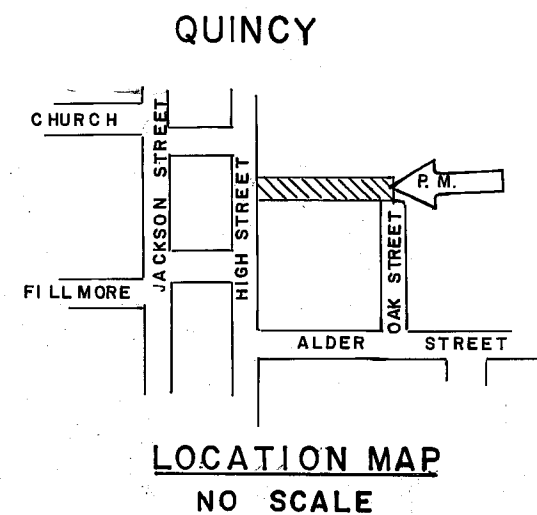 QUINCY
CHURCH
JACKSON STREET
HIGH STREET
P. M.
OAK STREET
FILLMORE
ALDER STREET
LOCATION MAP
NO SCALE